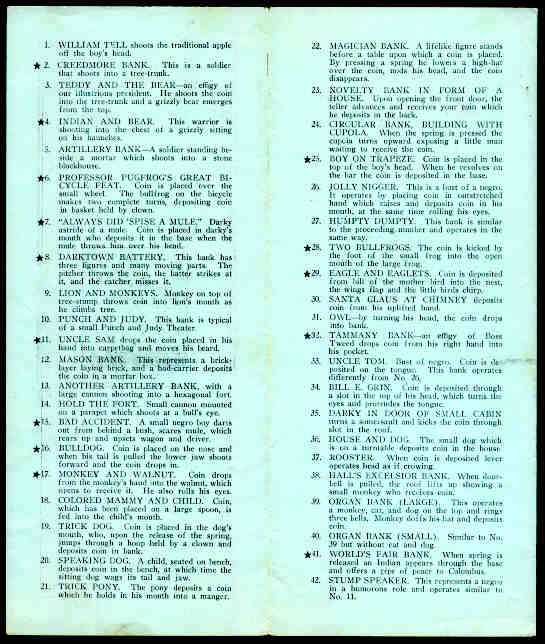 1. WILLIAM TELL shoots the traditional apple
off the boy's head.
★2. CREEDMORE BANK. This is a soldier
that shoots into a tree-trunk.
3. TEDDY AND THE BEAR—an effigy of
our illustrious president. He shoots the coin
into the tree-trunk and a grizzly bear emerges
from the top.
★4. INDIAN AND BEAR. This warrior is
shooting into the chest of a grizzly sitting
on his haunches.
5. ARTILLERY BANK—A soldier standing be-
side a mortar which shoots into a stone
blockhouse.
★6. PROFESSOR PUGFROG'S GREAT BI-
CYCLE FEAT. Coin is placed over the
small wheel. The bullfrog on the bicycle
makes two complete turns, depositing coin
in basket held by clown.
★7. "ALWAYS DID 'SPISE A MULE." Darky
astride of a mule. Coin is placed in darky's
mouth who deposits it in the base when the
mule throws him over his head.
★8. DARKTOWN BATTERY. This bank has
three figures and many moving parts. The
pitcher throws the coin, the batter strikes at
it, and the catcher misses it.
9. LION AND MONKEYS. Monkey on top of
tree-stump throws coin into lion's mouth as
he climbs tree.
10. PUNCH AND JUDY. This bank is typical
of a small Punch and Judy Theater.
★11. UNCLE SAM drops the coin placed in his
hand into carpetbag and moves his beard.
12. MASON BANK. This represents a brick-
layer laying brick, and a hod-carrier deposits
the coin in a mortar box.
13. ANOTHER ARTILLERY BANK, with a
large cannon shooting into a hexagonal fort.
14. HOLD THE FORT. Small cannon mounted
on a parapet which shoots at a bull's eye.
★15. BAD ACCIDENT. A small negro boy darts
out from behind a bush, scares mule, which
rears up and upsets wagon and driver.
★16. BULLDOG. Coin is placed on the nose and
when his tail is pulled the lower jaw shoots
forward and the coin drops in.
★17. MONKEY AND WALNUT. Coin drops
from the monkey's hand into the walnut, which
opens to receive it. He also rolls his eyes.
18. COLORED MAMMY AND CHILD. Coin,
which has been placed on a large spoon, is
fed into the child's mouth.
19. TRICK DOG. Coin is placed in the dog's
mouth, who, upon the release of the spring,
jumps through a hoop held by a clown and
deposits coin in bank.
20. SPEAKING DOG. A child, seated on bench,
deposits coin in bench, at which time the
sitting dog wags its tail and jaw.
21. TRICK PONY. The pony deposits a coin
which he holds in his mouth into a manger.
22. MAGICIAN BANK. A lifelike figure stands
before a table upon which a coin is placed.
By pressing a spring he lowers a high-hat
over the coin, nods his head, and the coin
disappears.
23. NOVELTY BANK IN FORM OF A
HOUSE. Upon opening the front door, the
teller advances and receives your coin which
he deposits in the back.
24. CIRCULAR BANK, BUILDING WITH
CUPOLA. When the spring is pressed the
cupola turns upward exposing a little man
waiting to receive the coin.
★25. BOY ON TRAPEZE. Coin is placed in the
top of the boy's head. When he revolves on
the bar the coin is deposited in the base.
26. JOLLY NIGGER. This is a bust of a negro.
It operates by placing coin in outstretched
hand which raises and deposits coin in his
mouth, at the same time rolling his eyes.
27. HUMPTY DUMPTY. This bank is similar
to the preceeding number and operates in the
same way.
★28. TWO BULLFROGS. The coin is kicked by
the foot of the small frog into the open
mouth of the large frog.
★29. EAGLE AND EAGLETS. Coin is deposited
from bill of the mother bird into the nest,
the wings flap and the little birds chirp.
30. SANTA CLAUS AT CHIMNEY deposits
coin from his uplifted hand.
31. OWL—by turning his head, the coin drops
into bank.
★32. TAMMANY BANK—an effigy of Boss
Tweed drops coin from his right hand into
his pocket.
33. UNCLE TOM. Bust of negro. Coin is de-
posited on the tongue. This bank operates
differently from No. 26.
34. BILL E. GRIN. Coin is deposited through
a slot in the top of his head, which turns the
eyes and protrudes the tongue.
35. DARKY IN DOOR OF SMALL CABIN
turns a somersault and kicks the coin through
slot in the roof.
36. HOUSE AND DOG. The small dog which
is on a turntable deposits coin in the house.
37. ROOSTER. When coin is deposited lever
operates head as if crowing.
38. HALL'S EXCELSIOR BANK. When door-
bell is pulled, the roof lifts up showing a
small monkey who receives coin.
39. ORGAN BANK (LARGE). This operates
a monkey, cat, and dog on the top and rings
three bells. Monkey doffs his hat and deposits
coin.
40. ORGAN BANK (SMALL). Similar to No.
39 but without cat and dog.
★41. WORLD'S FAIR BANK. When spring is
released an Indian appears through the base
and offers a pipe of peace to Columbus.
42. STUMP SPEAKER. This represents a negro
in a humorous role and operates similar to
No. 11.